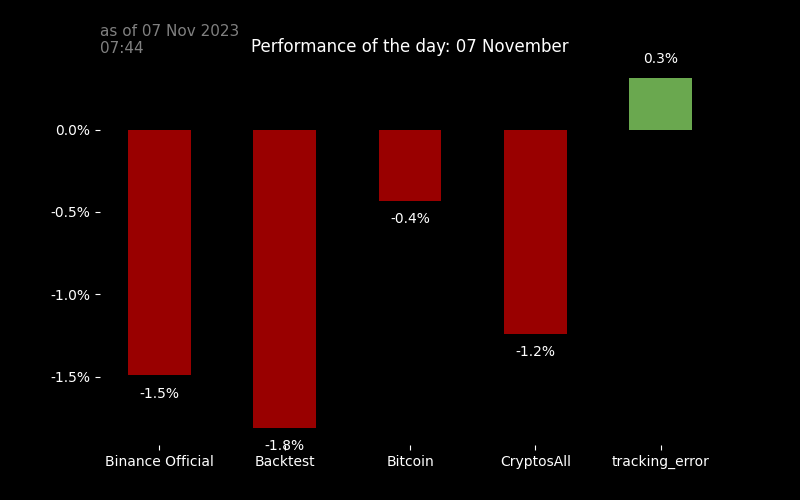 as of 07 Nov 2023
07:44
Performance of the day: 07 November
0.3%
0.0%
-0.5%
-0.4%
-1.0%
-1.2%
-1.5%
-1.5%
-1.8%
Binance Official
Backtest
Bitcoin
CryptosAll
tracking_error